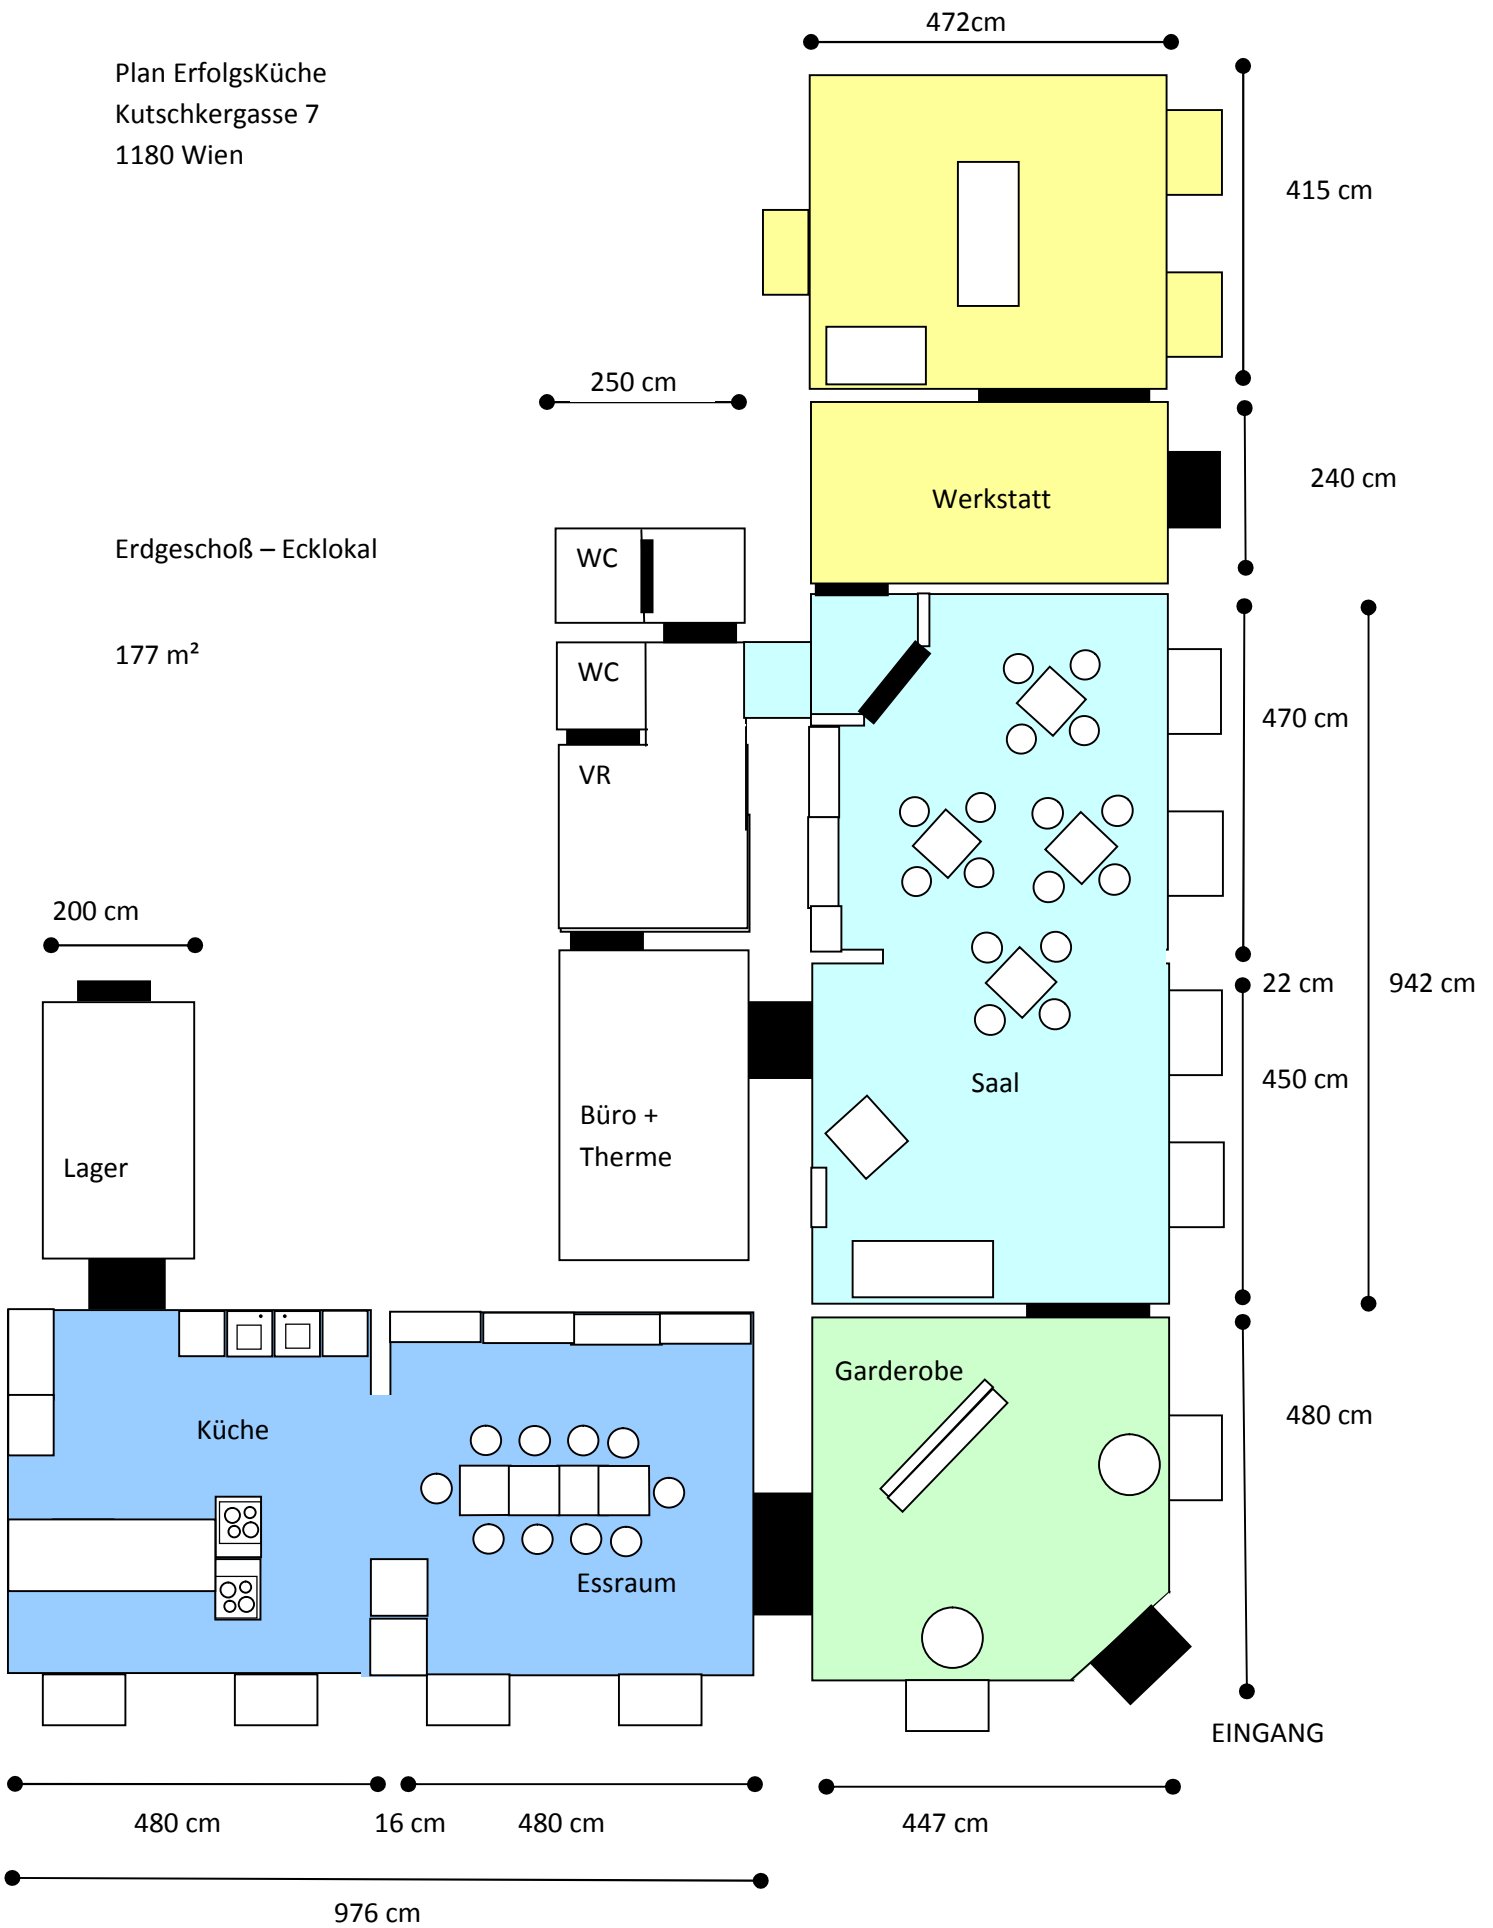 472cm
Plan ErfolgsKüche
Kutschkergasse 7
1180 Wien
415 cm
250 cm
240 cm
Werkstatt
Erdgeschoß – Ecklokal
WC
177 m²
WC
470 cm
VR
200 cm
22 cm
942 cm
450 cm
Saal
Büro +
Therme
Lager
Garderobe
480 cm
Küche
Essraum
EINGANG
480 cm
16 cm
480 cm
447 cm
976 cm